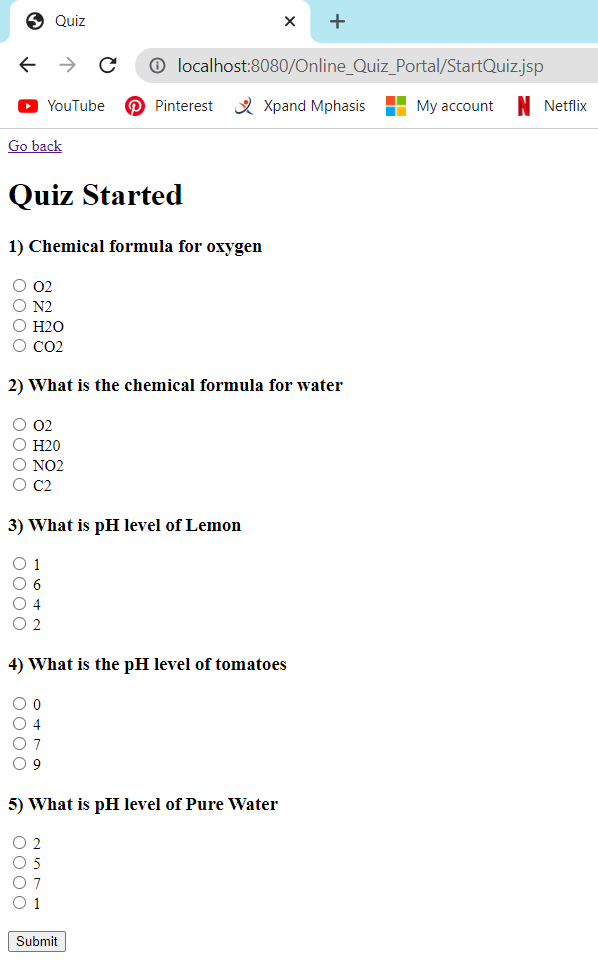 Quiz
localhost:8080/Online_Quiz_Portal/StartQuiz.jsp
YouTube Pinterest Xpand Mphasis My account Netflix
Go back
Quiz Started
1) Chemical formula for oxygen
O2
N2
H2O
CO2
2) What is the chemical formula for water
O2
H20
NO2
C2
3) What is pH level of Lemon
1
6
4
2
4) What is the pH level of tomatoes
0
4
7
9
5) What is pH level of Pure Water
2
5
7
1
Submit